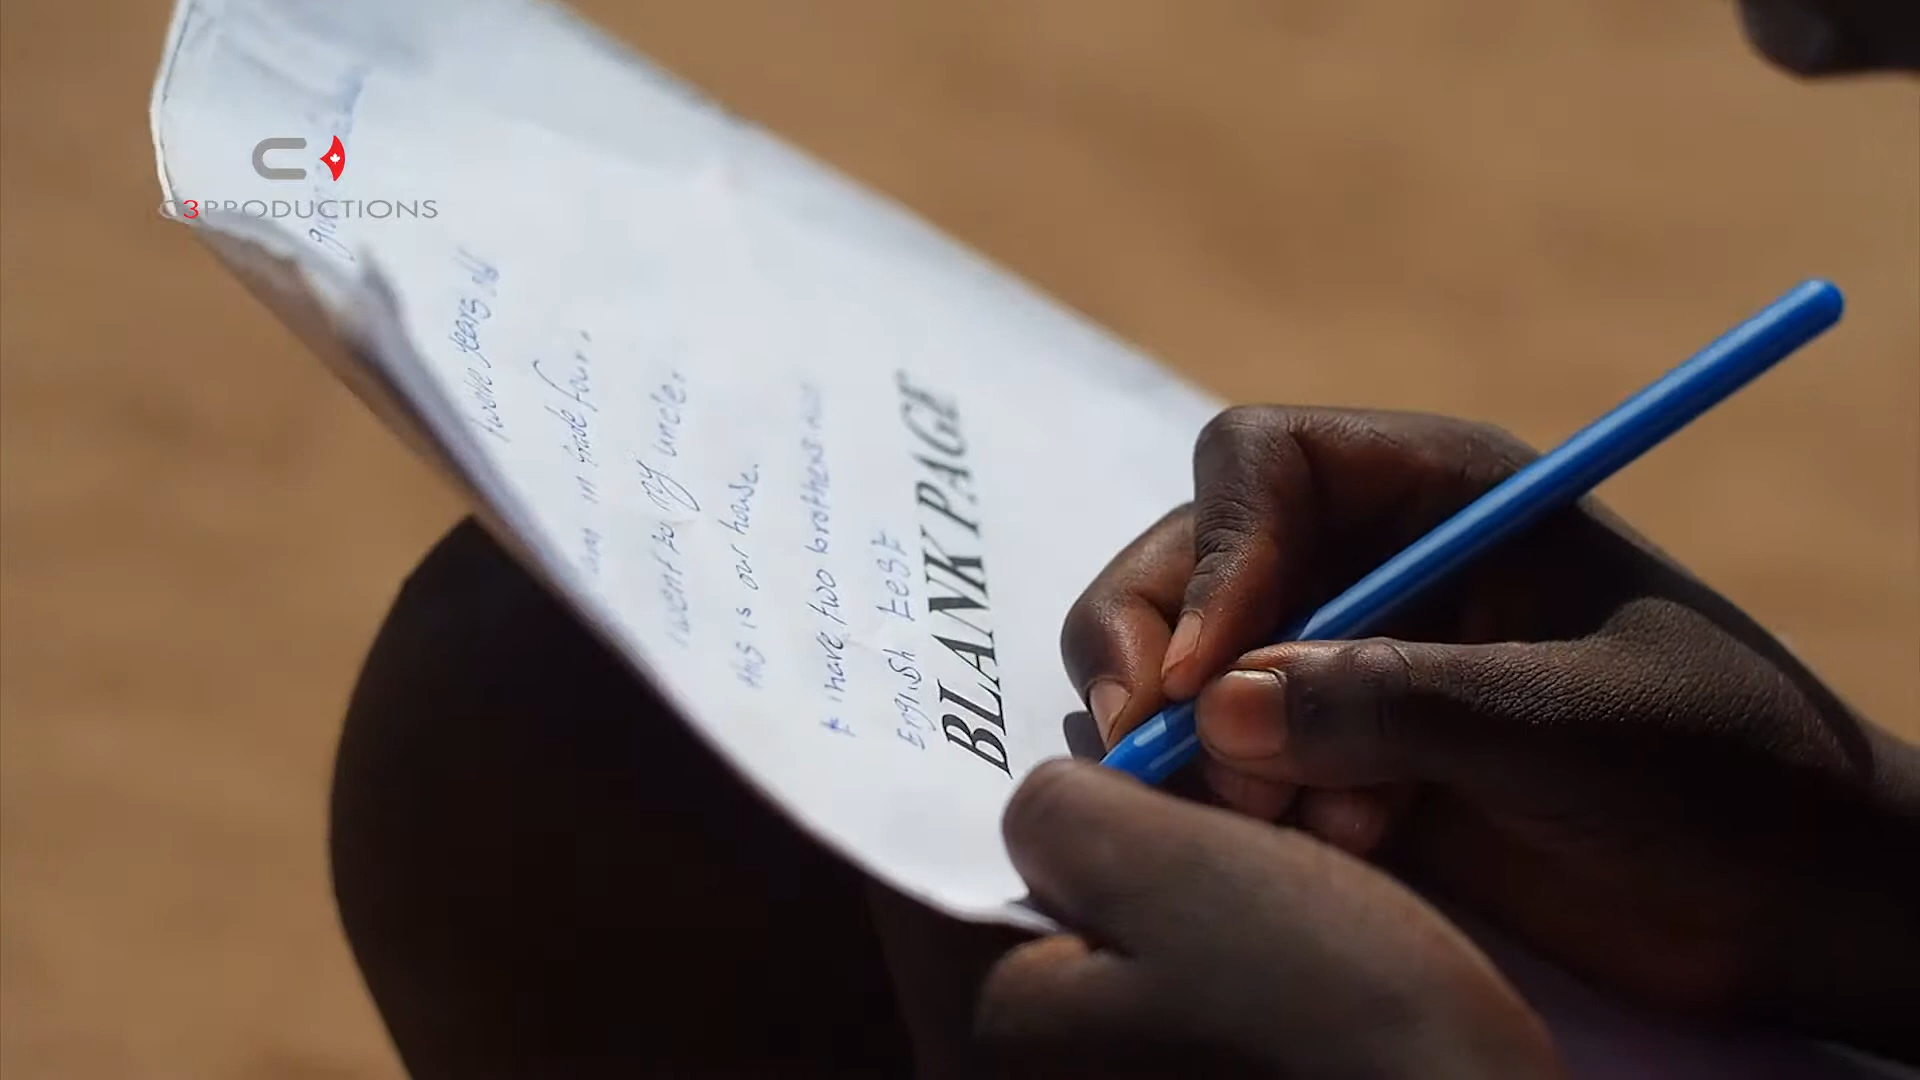 C3PRODUCTIONS
BLANK PAGE
English test
I have two brothers and
this is our house.
I went to my uncle.
in grade four.
twelve years old